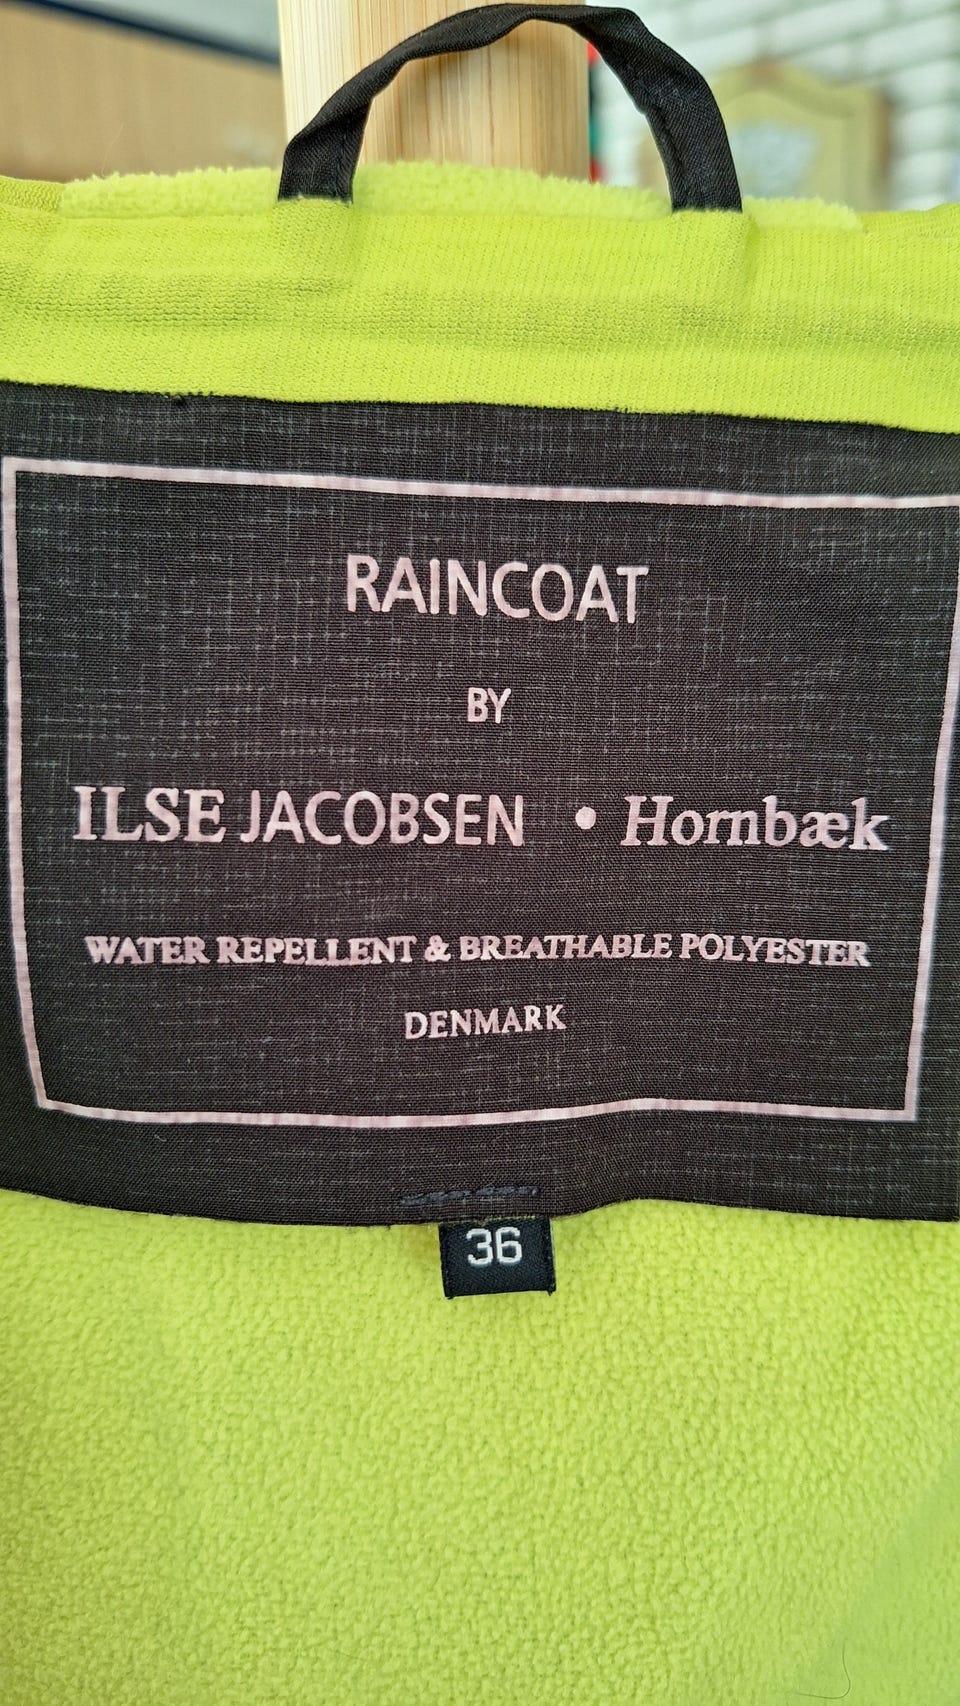 RAINCOAT
BY
ILSE JACOBSEN • Hornbæk
WATER REPELLENT & BREATHABLE POLYESTER
DENMARK
36